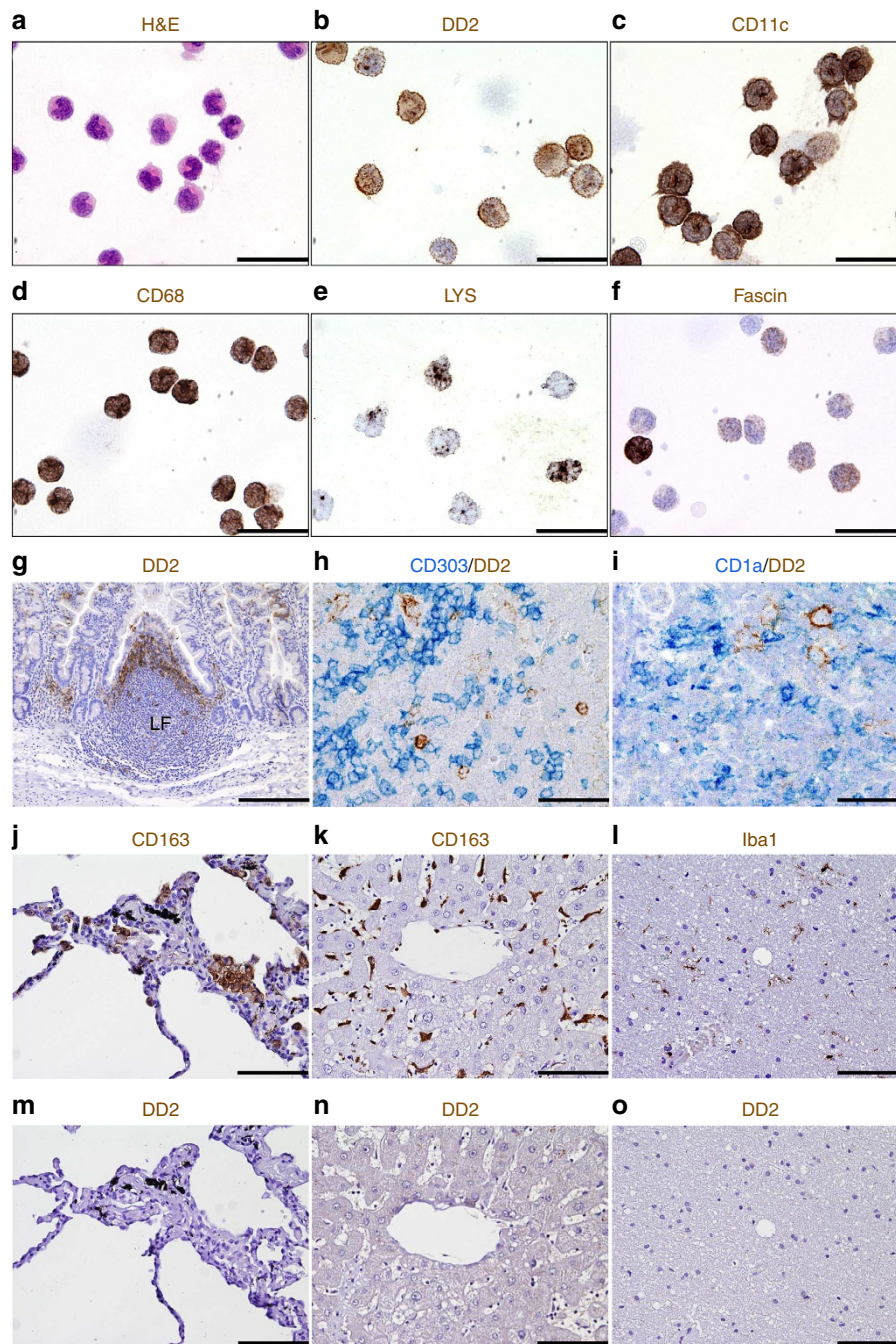 a H&E b DD2 c CD11c
d CD68 e LYS f Fascin
g DD2 h CD303/DD2 i CD1a/DD2
LF
j CD163 k CD163 l Iba1
m DD2 n DD2 o DD2